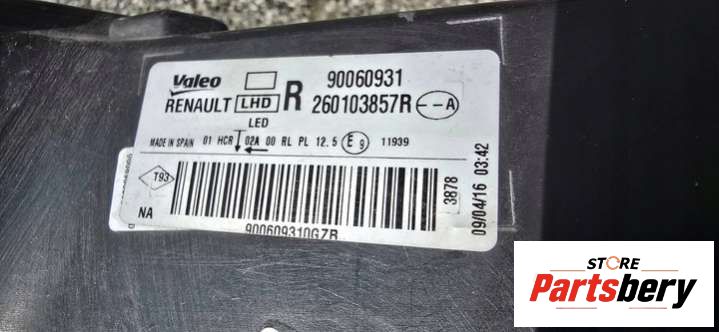 Valeo R 90060931
RENAULT LHD 260103857R --A
LED
MADE IN SPAIN 01 HCR 02A 00 RL PL 12.5 E9 11939
T93
NA
3878
09/04/16 03:42
900609310GZR
STORE
Partsbery